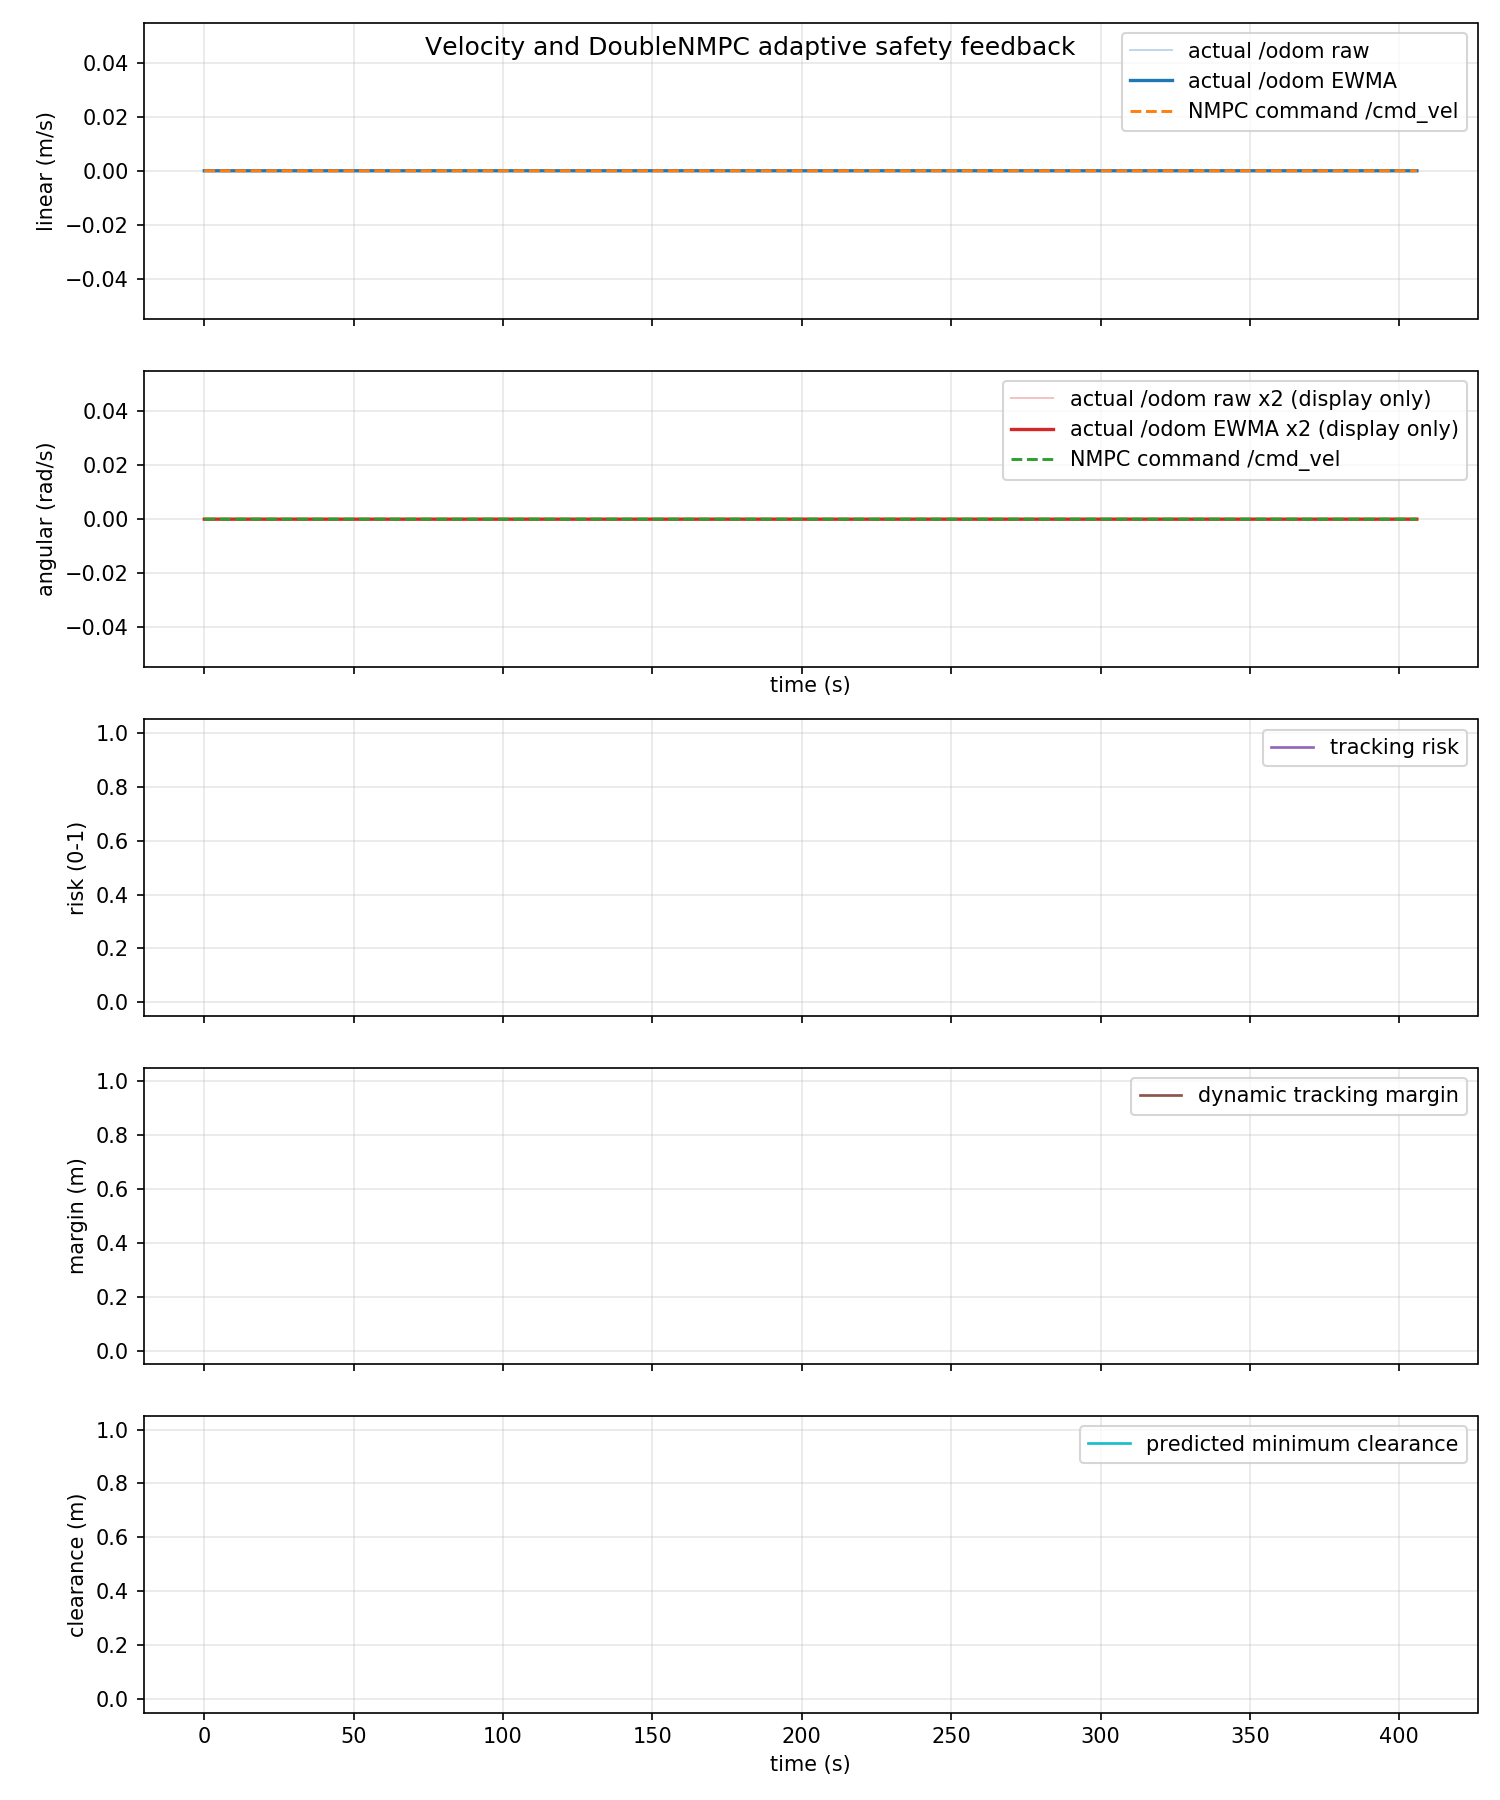 Velocity and DoubleNMPC adaptive safety feedback
actual /odom raw
actual /odom EWMA
NMPC command /cmd_vel
linear (m/s)
0.04
0.02
0.00
−0.02
−0.04
actual /odom raw x2 (display only)
actual /odom EWMA x2 (display only)
NMPC command /cmd_vel
angular (rad/s)
0.04
0.02
0.00
−0.02
−0.04
time (s)
tracking risk
risk (0-1)
1.0
0.8
0.6
0.4
0.2
0.0
dynamic tracking margin
margin (m)
1.0
0.8
0.6
0.4
0.2
0.0
predicted minimum clearance
clearance (m)
1.0
0.8
0.6
0.4
0.2
0.0
0 50 100 150 200 250 300 350 400
time (s)